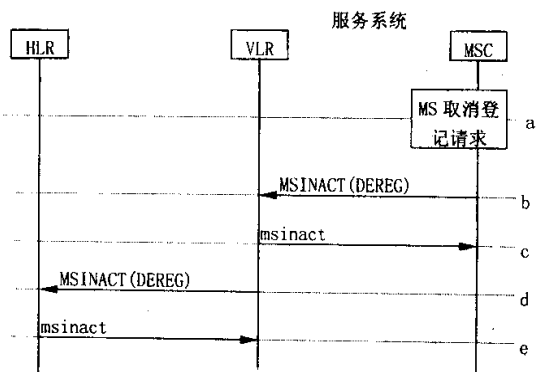 服务系统
HLR
VLR
MSC
MS 取消登
记请求
a
MSINACT(DEREG)
b
msinact
c
MSINACT(DEREG)
d
msinact
e